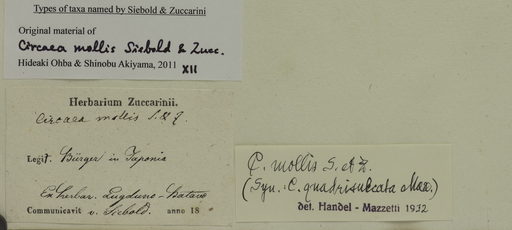 Types of taxa named by Siebold & Zuccarini
Original material of
Circaea mollis Siebold & Zucc.
Hideaki Ohba & Shinobu Akiyama, 2011 XII
Herbarium Zuccarinii.
Circaea mollis S. & Z.
Legit. Bürger in Japonia
Ex herbar. Lugduno-Batavo
Communicavit v. Siebold. anno 18
C. mollis S. et Z.
(Syn.: C. quadrisulcata Max.)
det. Handel-Mazzetti 1932